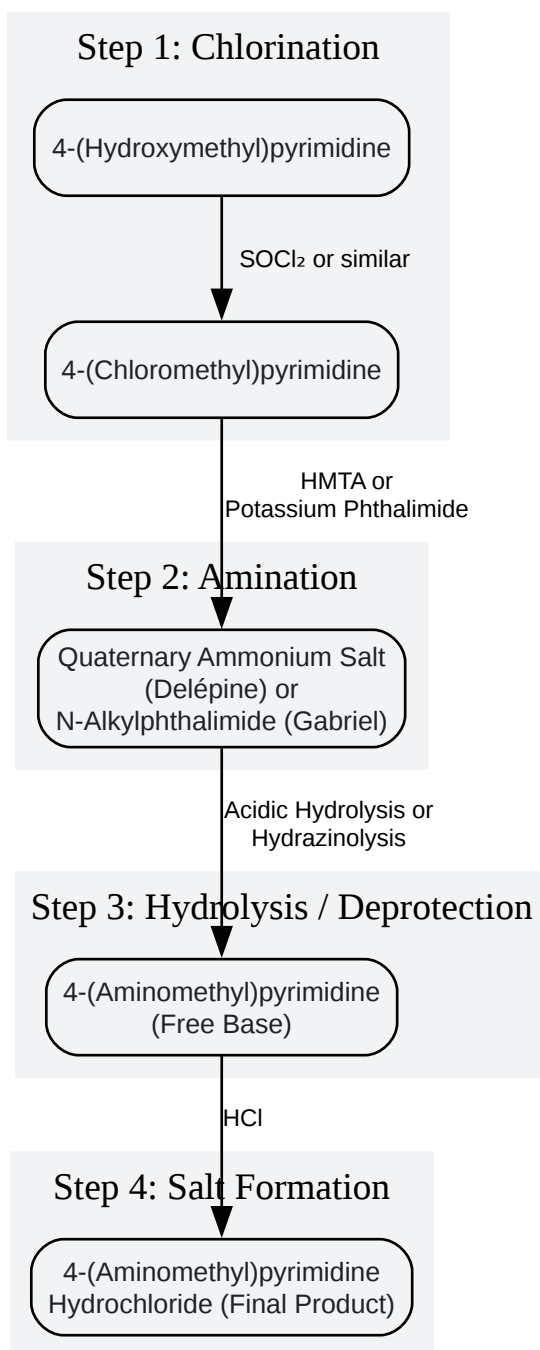 Step 1: Chlorination
4-(Hydroxymethyl)pyrimidine
SOCl₂ or similar
4-(Chloromethyl)pyrimidine
HMTA or
Potassium Phthalimide
Step 2: Amination
Quaternary Ammonium Salt
(Delépine) or
N-Alkylphthalimide (Gabriel)
Acidic Hydrolysis or
Hydrazinolysis
Step 3: Hydrolysis / Deprotection
4-(Aminomethyl)pyrimidine
(Free Base)
HCl
Step 4: Salt Formation
4-(Aminomethyl)pyrimidine
Hydrochloride (Final Product)